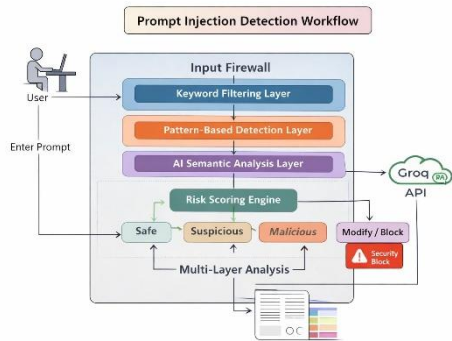 Prompt Injection Detection Workflow
Input Firewall
Keyword Filtering Layer
User
Pattern-Based Detection Layer
Enter Prompt
AI Semantic Analysis Layer
Groq
API
Risk Scoring Engine
Safe
Suspicious
Malicious
Modify / Block
Security
Block
Multi-Layer Analysis